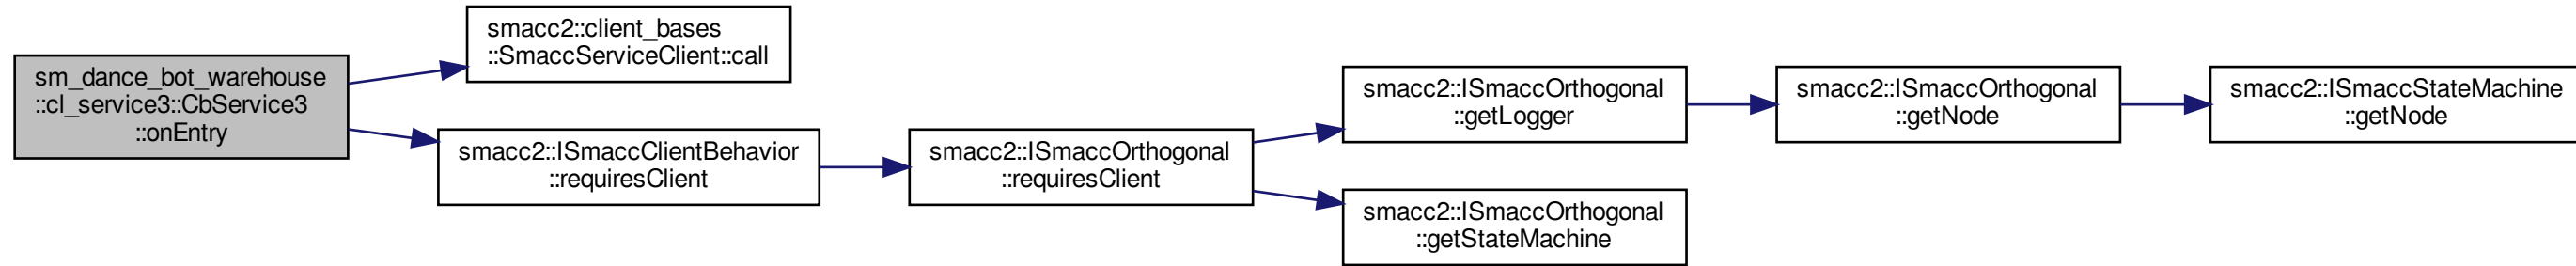 sm_dance_bot_warehouse
::cl_service3::CbService3
::onEntry
smacc2::client_bases
::SmaccServiceClient::call
smacc2::ISmaccClientBehavior
::requiresClient
smacc2::ISmaccOrthogonal
::requiresClient
smacc2::ISmaccOrthogonal
::getLogger
smacc2::ISmaccOrthogonal
::getNode
smacc2::ISmaccStateMachine
::getNode
smacc2::ISmaccOrthogonal
::getStateMachine